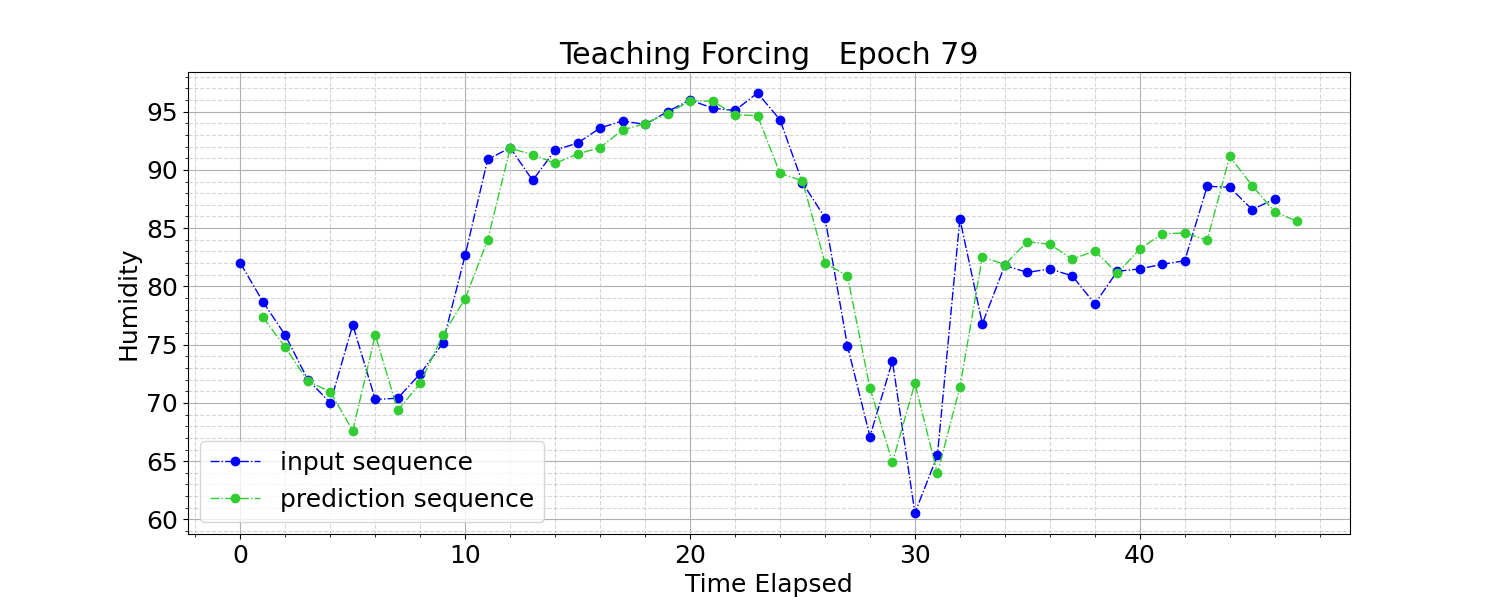 Teaching Forcing   Epoch 79
Humidity
95
90
85
80
75
70
65
60
input sequence
prediction sequence
0 10 20 30 40
Time Elapsed